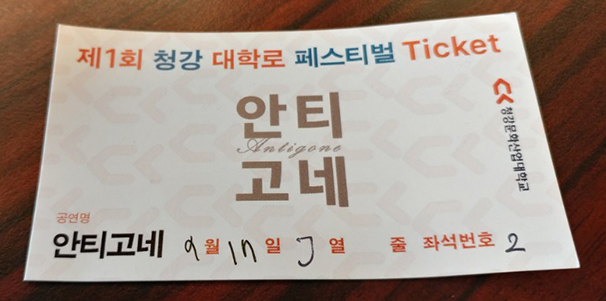 제1회 청강 대학로 페스티벌 Ticket
안티
Antigone
고네
청강문화산업대학교
공연명
안티고네 9월 17일 J열 줄 좌석번호 2